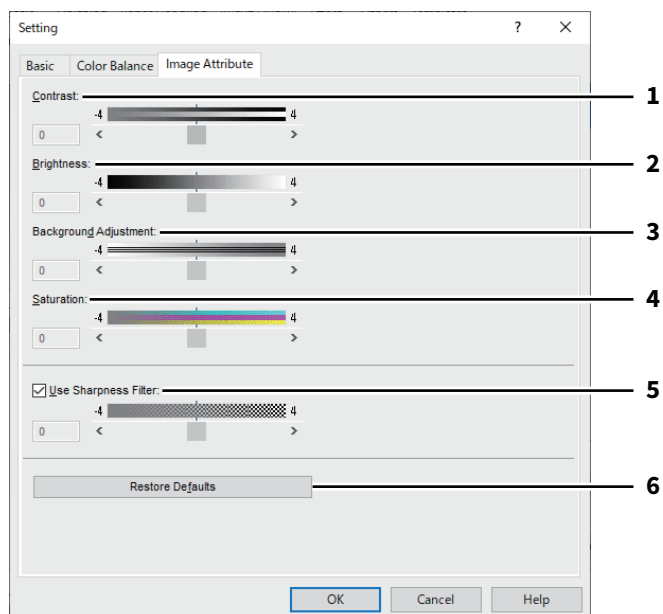 Setting ? ×
Basic Color Balance Image Attribute
Contrast: 1
-4 4
0 < >
Brightness: 2
-4 4
0 < >
Background Adjustment: 3
-4 4
0 < >
Saturation: 4
-4 4
0 < >
Use Sharpness Filter: 5
-4 4
0 < >
Restore Defaults 6
OK Cancel Help